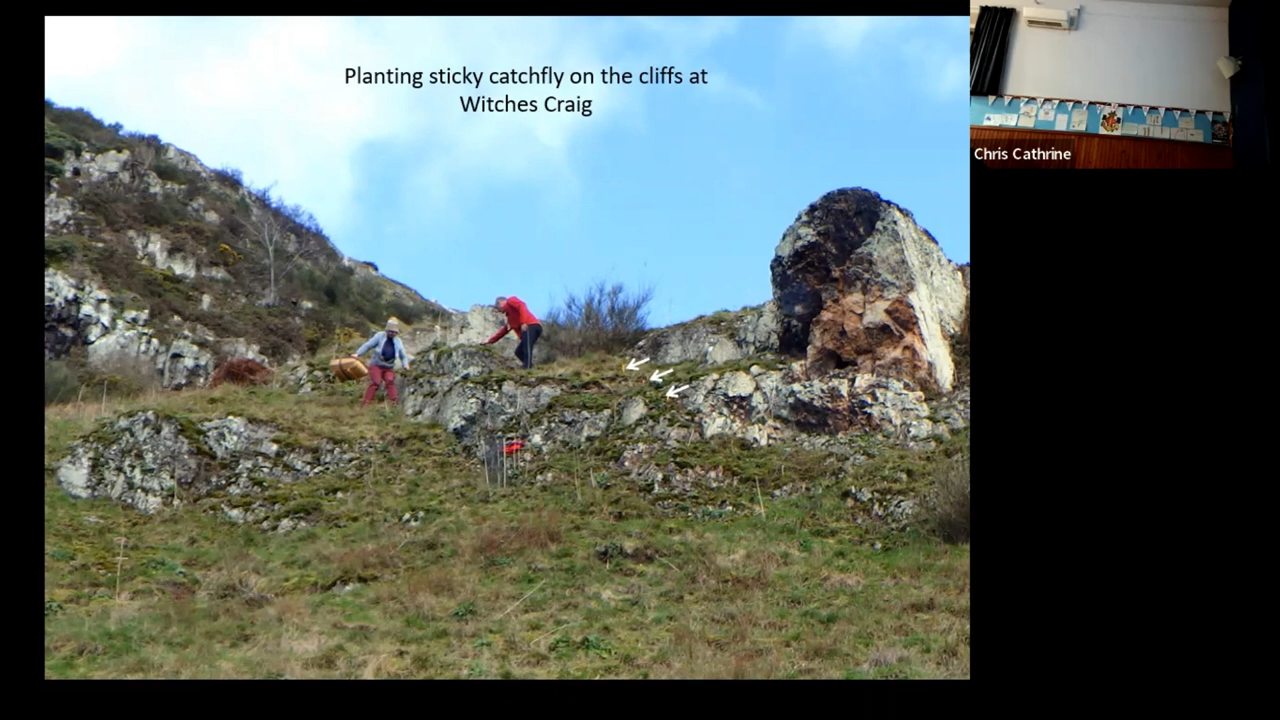 Planting sticky catchfly on the cliffs at
Witches Craig
Chris Cathrine